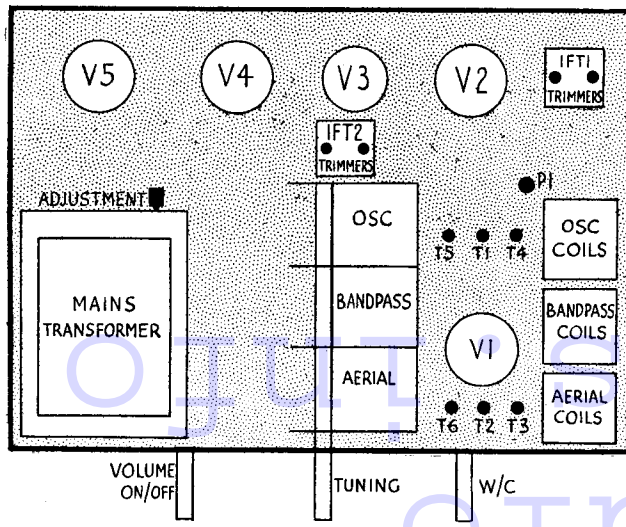 V5
V4
V3
V2
IFT1
TRIMMERS
IFT2
TRIMMERS
P1
ADJUSTMENT
OSC
T5 T1 T4
OSC
COILS
MAINS
TRANSFORMER
BANDPASS
V1
BANDPASS
COILS
AERIAL
AERIAL
COILS
T6 T2 T3
VOLUME
ON/OFF
TUNING
W/C